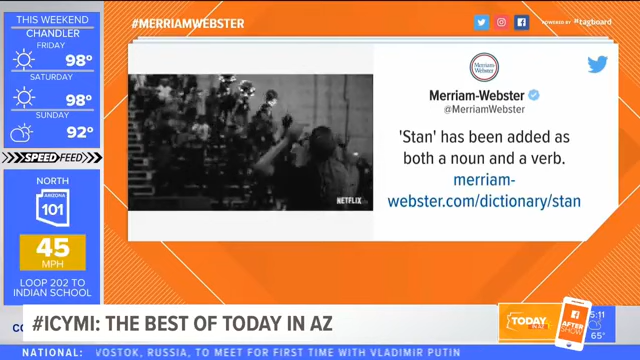 THIS WEEKEND
CHANDLER
FRIDAY
98°
SATURDAY
98°
SUNDAY
92°
SPEEDFEED
NORTH
ARIZONA
101
45
MPH
LOOP 202 TO
INDIAN SCHOOL
#MERRIAMWEBSTER
POWERED BY #tagboard
NETFLIX
Merriam-Webster
Merriam-Webster
@MerriamWebster
'Stan' has been added as
both a noun and a verb.
merriam-
webster.com/dictionary/stan
#ICYMI: THE BEST OF TODAY IN AZ
TODAY
AFTER
SHOW
5:11
65°
NATIONAL: VOSTOK, RUSSIA, TO MEET FOR FIRST TIME WITH VLADIMIR PUTIN